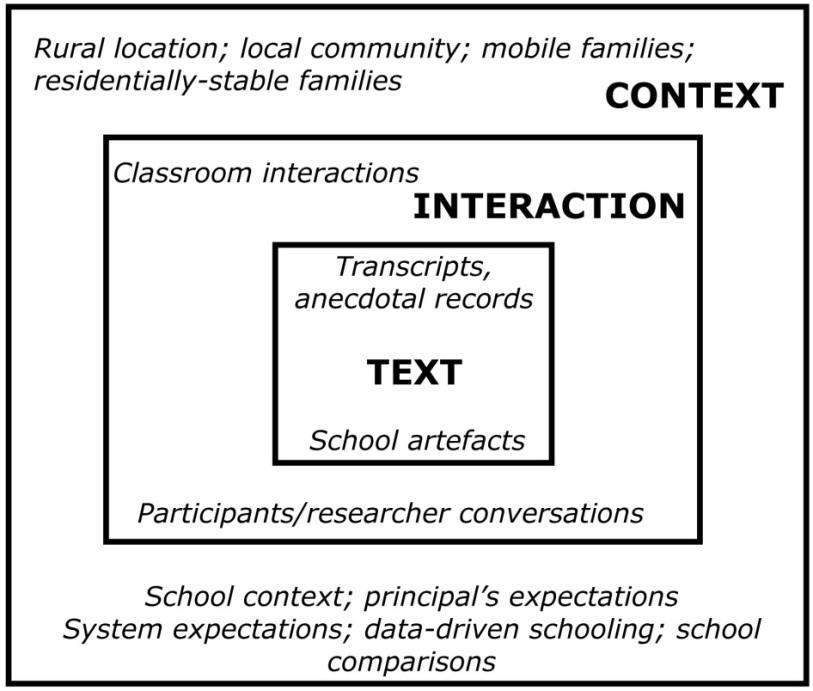 Rural location; local community; mobile families;
residentially-stable families
CONTEXT
Classroom interactions
INTERACTION
Transcripts,
anecdotal records
TEXT
School artefacts
Participants/researcher conversations
School context; principal’s expectations
System expectations; data-driven schooling; school
comparisons